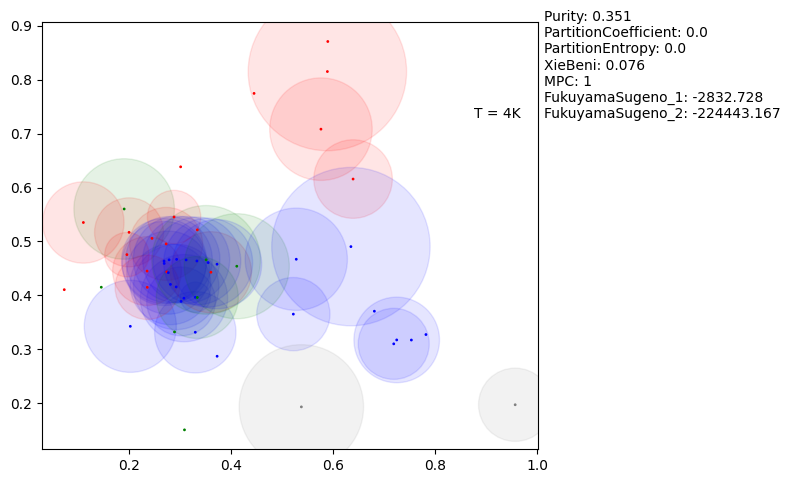 Purity: 0.351
PartitionCoefficient: 0.0
PartitionEntropy: 0.0
XieBeni: 0.076
MPC: 1
FukuyamaSugeno_1: -2832.728
FukuyamaSugeno_2: -224443.167
T = 4K
0.9
0.8
0.7
0.6
0.5
0.4
0.3
0.2
0.2
0.4
0.6
0.8
1.0